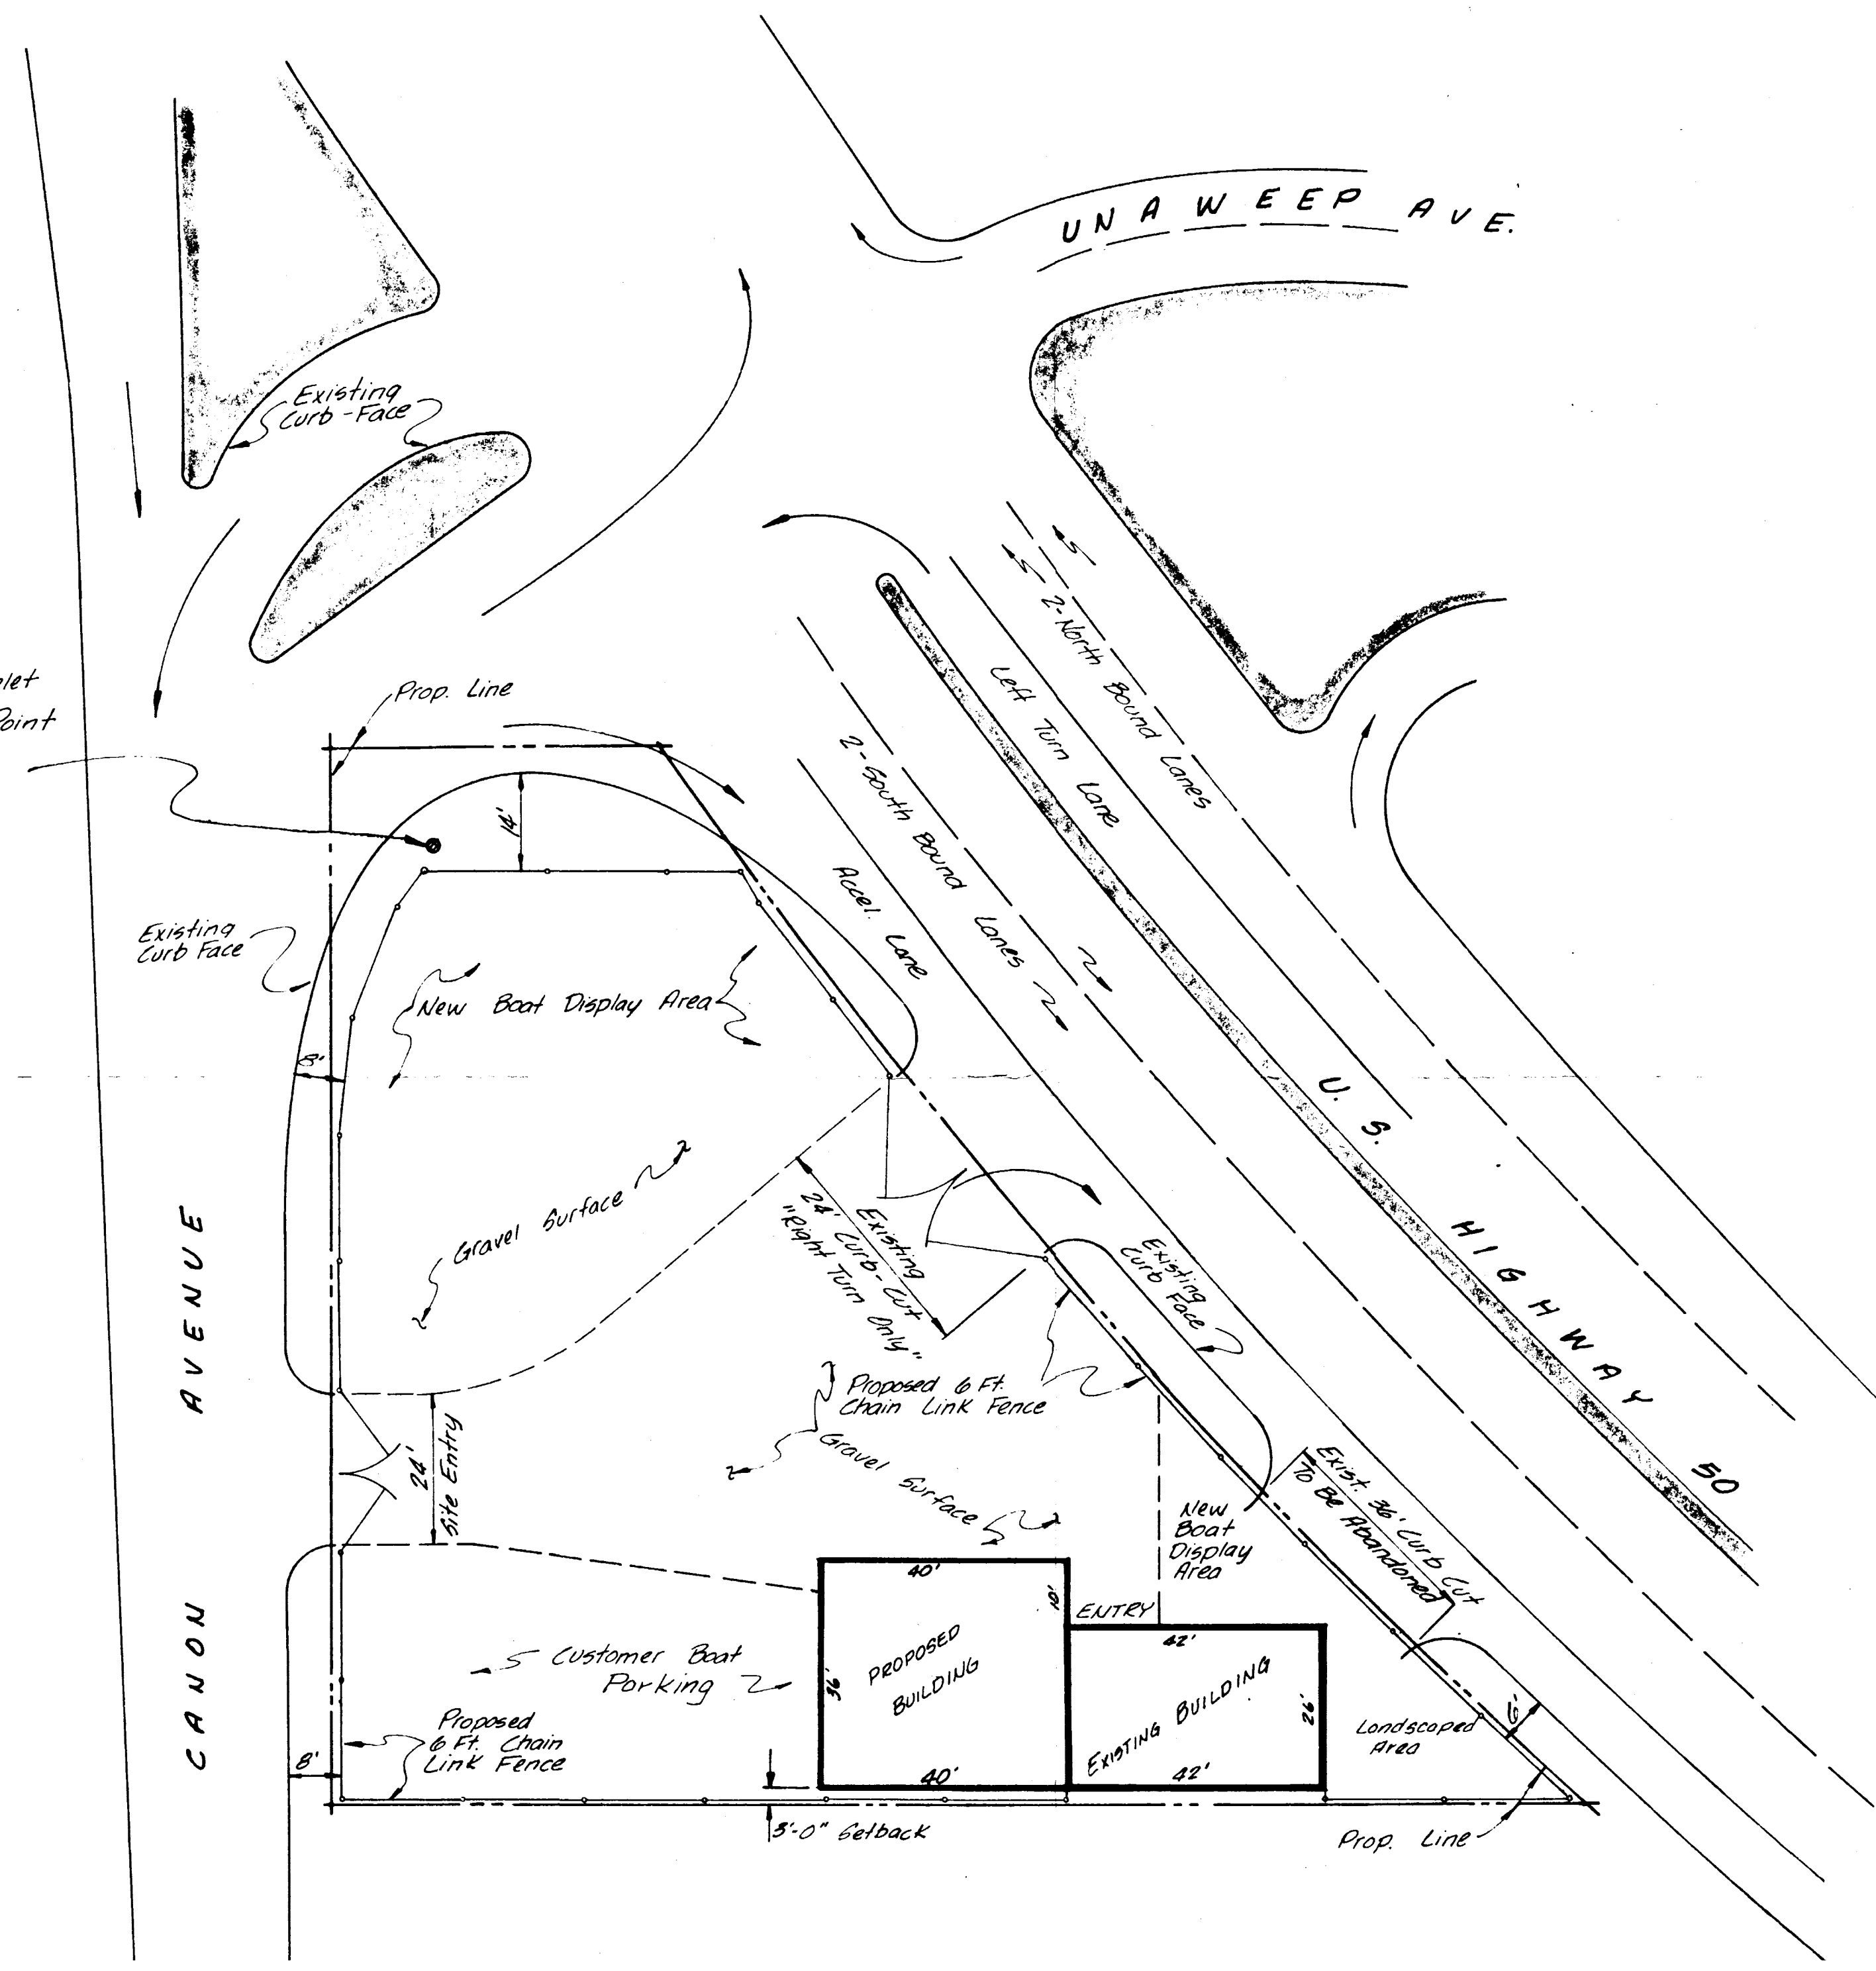 UNAWEEP AVE.
Existing
Curb-Face
Point
Prop. Line
2-North Bound Lanes
Left Turn Lane
2-South Bound Lanes
Accel. Lane
14'
Existing
Curb Face
New Boat Display Area
8'
U. S. HIGHWAY 50
Gravel Surface
Existing
24' Curb-Cut
"Right Turn Only"
Existing
Curb Face
CANON AVENUE
Proposed 6 Ft.
Chain Link Fence
24'
Site Entry
Gravel Surface
New
Boat
Display
Area
Exist. 36' Curb Cut
To Be Abandoned
40'
10'
ENTRY
42'
Customer Boat
Parking
36'
PROPOSED
BUILDING
EXISTING BUILDING
26'
6'
Landscaped
Area
Proposed
6 Ft. Chain
Link Fence
8'
40'
42'
3'-0" Setback
Prop. Line